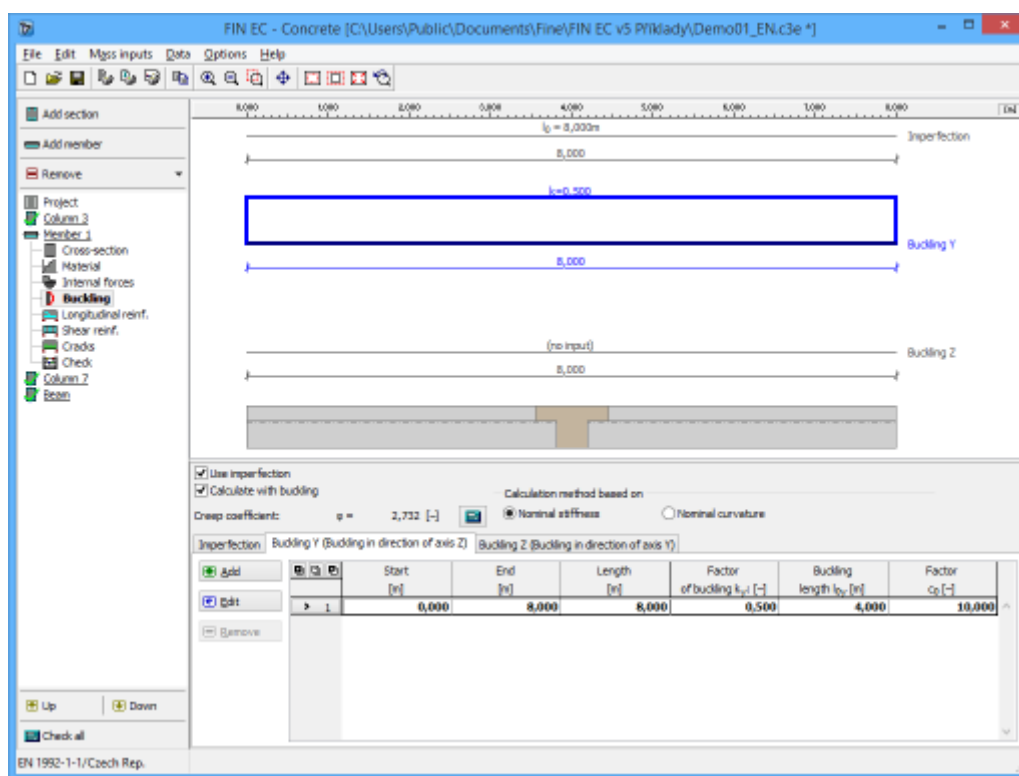 FIN EC - Concrete [C:\Users\Public\Documents\Fine\FIN EC v5 Příklady\Demo01_EN.c3e *]
File Edit Mass inputs Data Options Help
Add section
Add member
Remove
Project
Column 3
Member 1
Cross-section
Material
Internal forces
Buckling
Longitudinal reinf.
Shear reinf.
Cracks
Check
Column 7
Beam
Up Down
Check all
EN 1992-1-1/Czech Rep.
1,000 2,000 3,000 4,000 5,000 6,000 7,000 8,000 [m]
l0 = 8,000m
Imperfection
8,000
k=0,500
Buckling Y
8,000
(no input)
Buckling Z
8,000
Use imperfection
Calculate with buckling
Calculation method based on
Creep coefficient: φ = 2,732 [–] Nominal stiffness Nominal curvature
Imperfection Buckling Y (Buckling in direction of axis Z) Buckling Z (Buckling in direction of axis Y)
Add
Edit
Remove
Start End Length Factor Buckling Factor
[m] [m] [m] of buckling ky,i [–] length l0y [m] c0 [–]
1 0,000 8,000 8,000 0,500 4,000 10,000